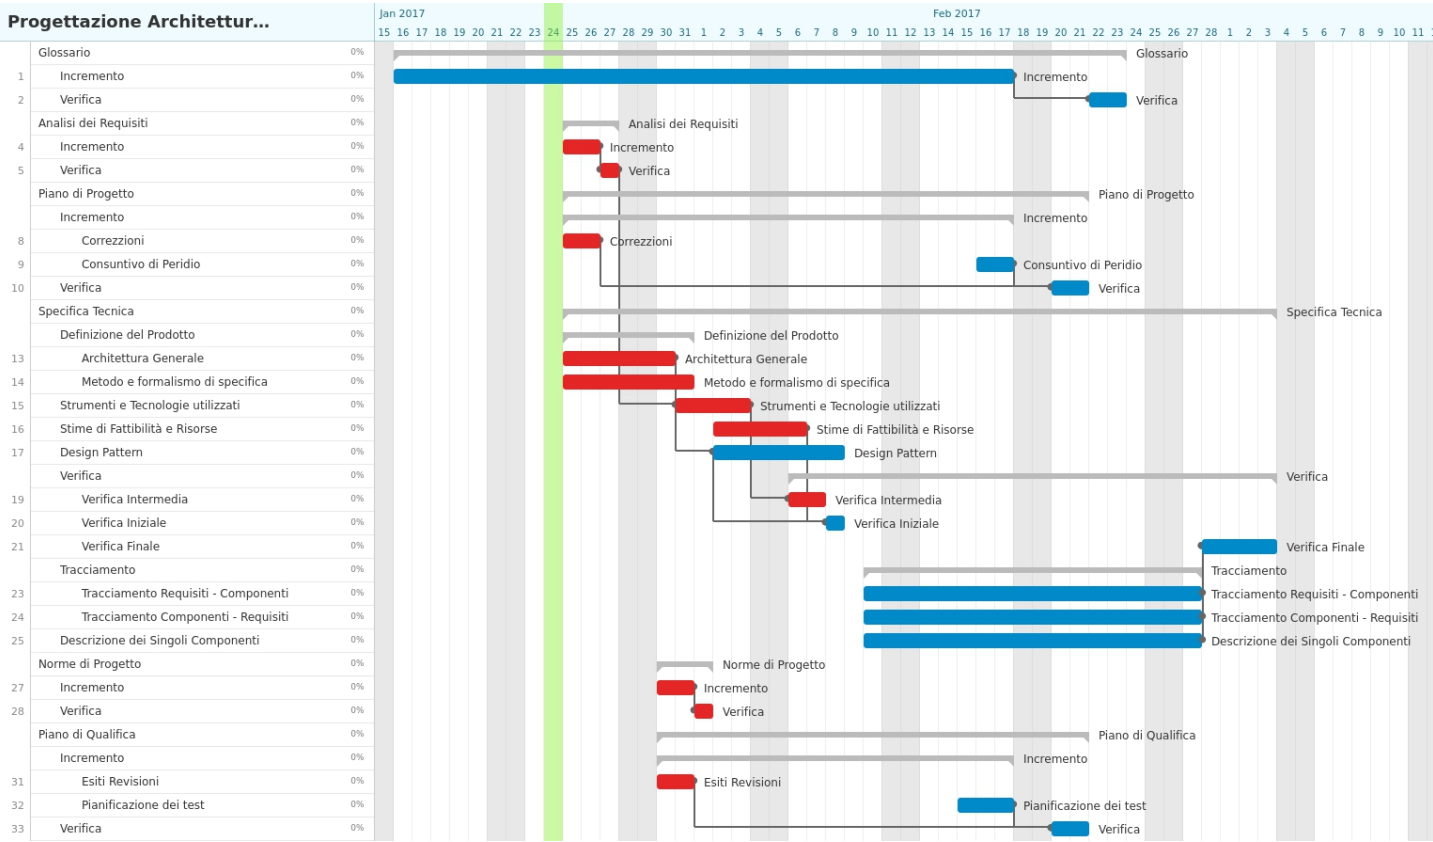 Progettazione Architettur...
Jan 2017 Feb 2017
15 16 17 18 19 20 21 22 23 24 25 26 27 28 29 30 31 1 2 3 4 5 6 7 8 9 10 11 12 13 14 15 16 17 18 19 20 21 22 23 24 25 26 27 28 1 2 3 4 5 6 7 8 9 10 11
Glossario 0% Glossario
1 Incremento 0% Incremento
2 Verifica 0% Verifica
Analisi dei Requisiti 0% Analisi dei Requisiti
4 Incremento 0% Incremento
5 Verifica 0% Verifica
Piano di Progetto 0% Piano di Progetto
Incremento 0% Incremento
8 Correzzioni 0% Correzzioni
9 Consuntivo di Peridio 0% Consuntivo di Peridio
10 Verifica 0% Verifica
Specifica Tecnica 0% Specifica Tecnica
Definizione del Prodotto 0% Definizione del Prodotto
13 Architettura Generale 0% Architettura Generale
14 Metodo e formalismo di specifica 0% Metodo e formalismo di specifica
15 Strumenti e Tecnologie utilizzati 0% Strumenti e Tecnologie utilizzati
16 Stime di Fattibilità e Risorse 0% Stime di Fattibilità e Risorse
17 Design Pattern 0% Design Pattern
Verifica 0% Verifica
19 Verifica Intermedia 0% Verifica Intermedia
20 Verifica Iniziale 0% Verifica Iniziale
21 Verifica Finale 0% Verifica Finale
Tracciamento 0% Tracciamento
23 Tracciamento Requisiti - Componenti 0% Tracciamento Requisiti - Componenti
24 Tracciamento Componenti - Requisiti 0% Tracciamento Componenti - Requisiti
25 Descrizione dei Singoli Componenti 0% Descrizione dei Singoli Componenti
Norme di Progetto 0% Norme di Progetto
27 Incremento 0% Incremento
28 Verifica 0% Verifica
Piano di Qualifica 0% Piano di Qualifica
Incremento 0% Incremento
31 Esiti Revisioni 0% Esiti Revisioni
32 Pianificazione dei test 0% Pianificazione dei test
33 Verifica 0% Verifica